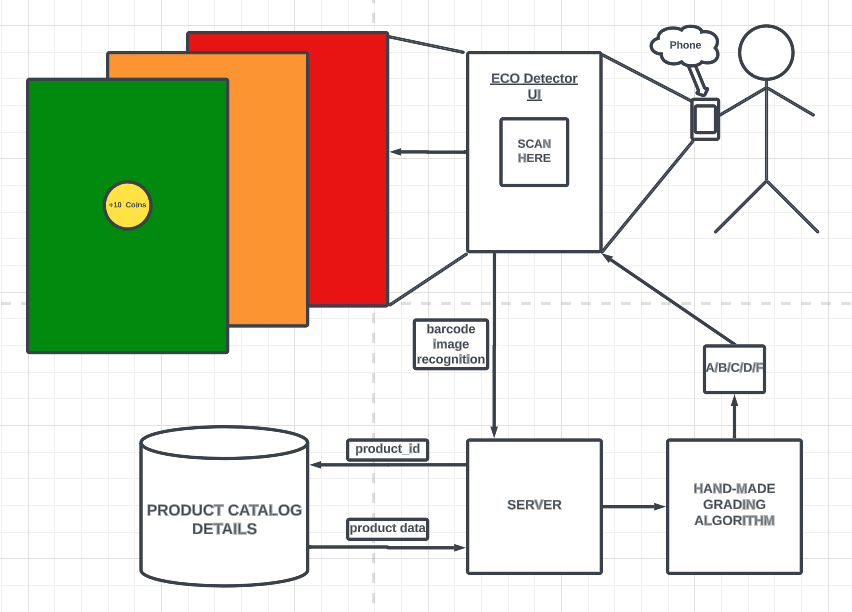 Phone
ECO Detector
UI
SCAN
HERE
+10 Coins
barcode
image
recognition
A/B/C/D/F
product_id
PRODUCT CATALOG
DETAILS
product data
SERVER
HAND-MADE
GRADING
ALGORITHM